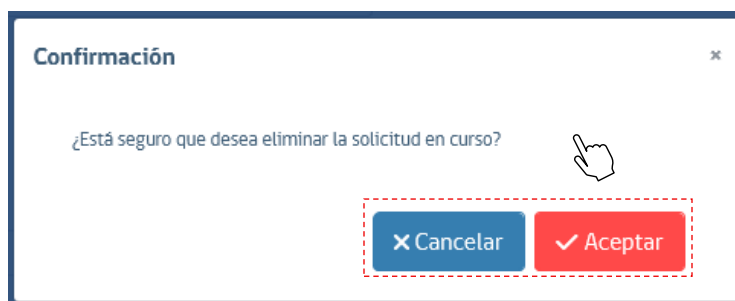 Confirmación
¿Está seguro que desea eliminar la solicitud en curso?
Cancelar
Aceptar